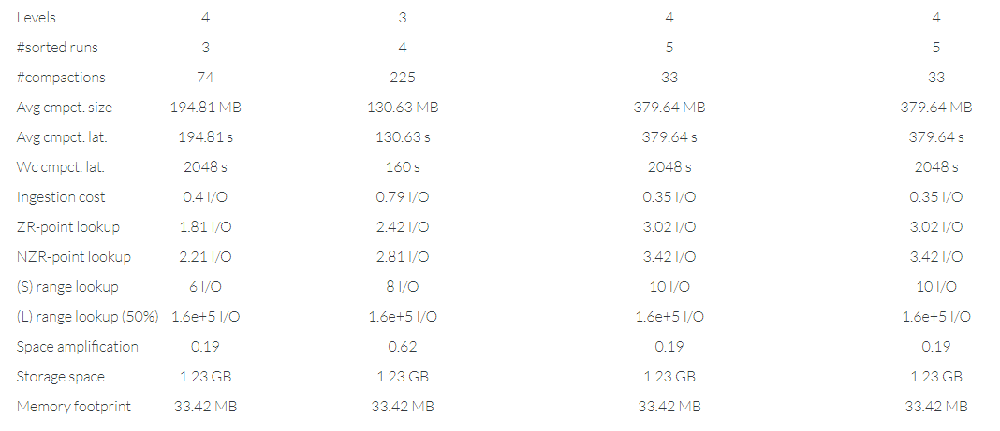 Levels 4 3 4 4
#sorted runs 3 4 5 5
#compactions 74 225 33 33
Avg cmpct. size 194.81 MB 130.63 MB 379.64 MB 379.64 MB
Avg cmpct. lat. 194.81 s 130.63 s 379.64 s 379.64 s
Wc cmpct. lat. 2048 s 160 s 2048 s 2048 s
Ingestion cost 0.4 I/O 0.79 I/O 0.35 I/O 0.35 I/O
ZR-point lookup 1.81 I/O 2.42 I/O 3.02 I/O 3.02 I/O
NZR-point lookup 2.21 I/O 2.81 I/O 3.42 I/O 3.42 I/O
(S) range lookup 6 I/O 8 I/O 10 I/O 10 I/O
(L) range lookup (50%) 1.6e+5 I/O 1.6e+5 I/O 1.6e+5 I/O 1.6e+5 I/O
Space amplification 0.19 0.62 0.19 0.19
Storage space 1.23 GB 1.23 GB 1.23 GB 1.23 GB
Memory footprint 33.42 MB 33.42 MB 33.42 MB 33.42 MB